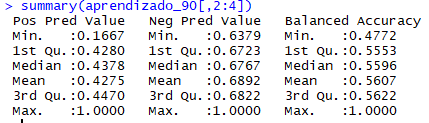 > summary(aprendizado_90[,2:4])
Pos Pred Value Neg Pred Value Balanced Accuracy
Min. :0.1667 Min. :0.6379 Min. :0.4772
1st Qu.:0.4280 1st Qu.:0.6723 1st Qu.:0.5553
Median :0.4378 Median :0.6767 Median :0.5596
Mean :0.4275 Mean :0.6892 Mean :0.5607
3rd Qu.:0.4470 3rd Qu.:0.6822 3rd Qu.:0.5622
Max. :1.0000 Max. :1.0000 Max. :1.0000